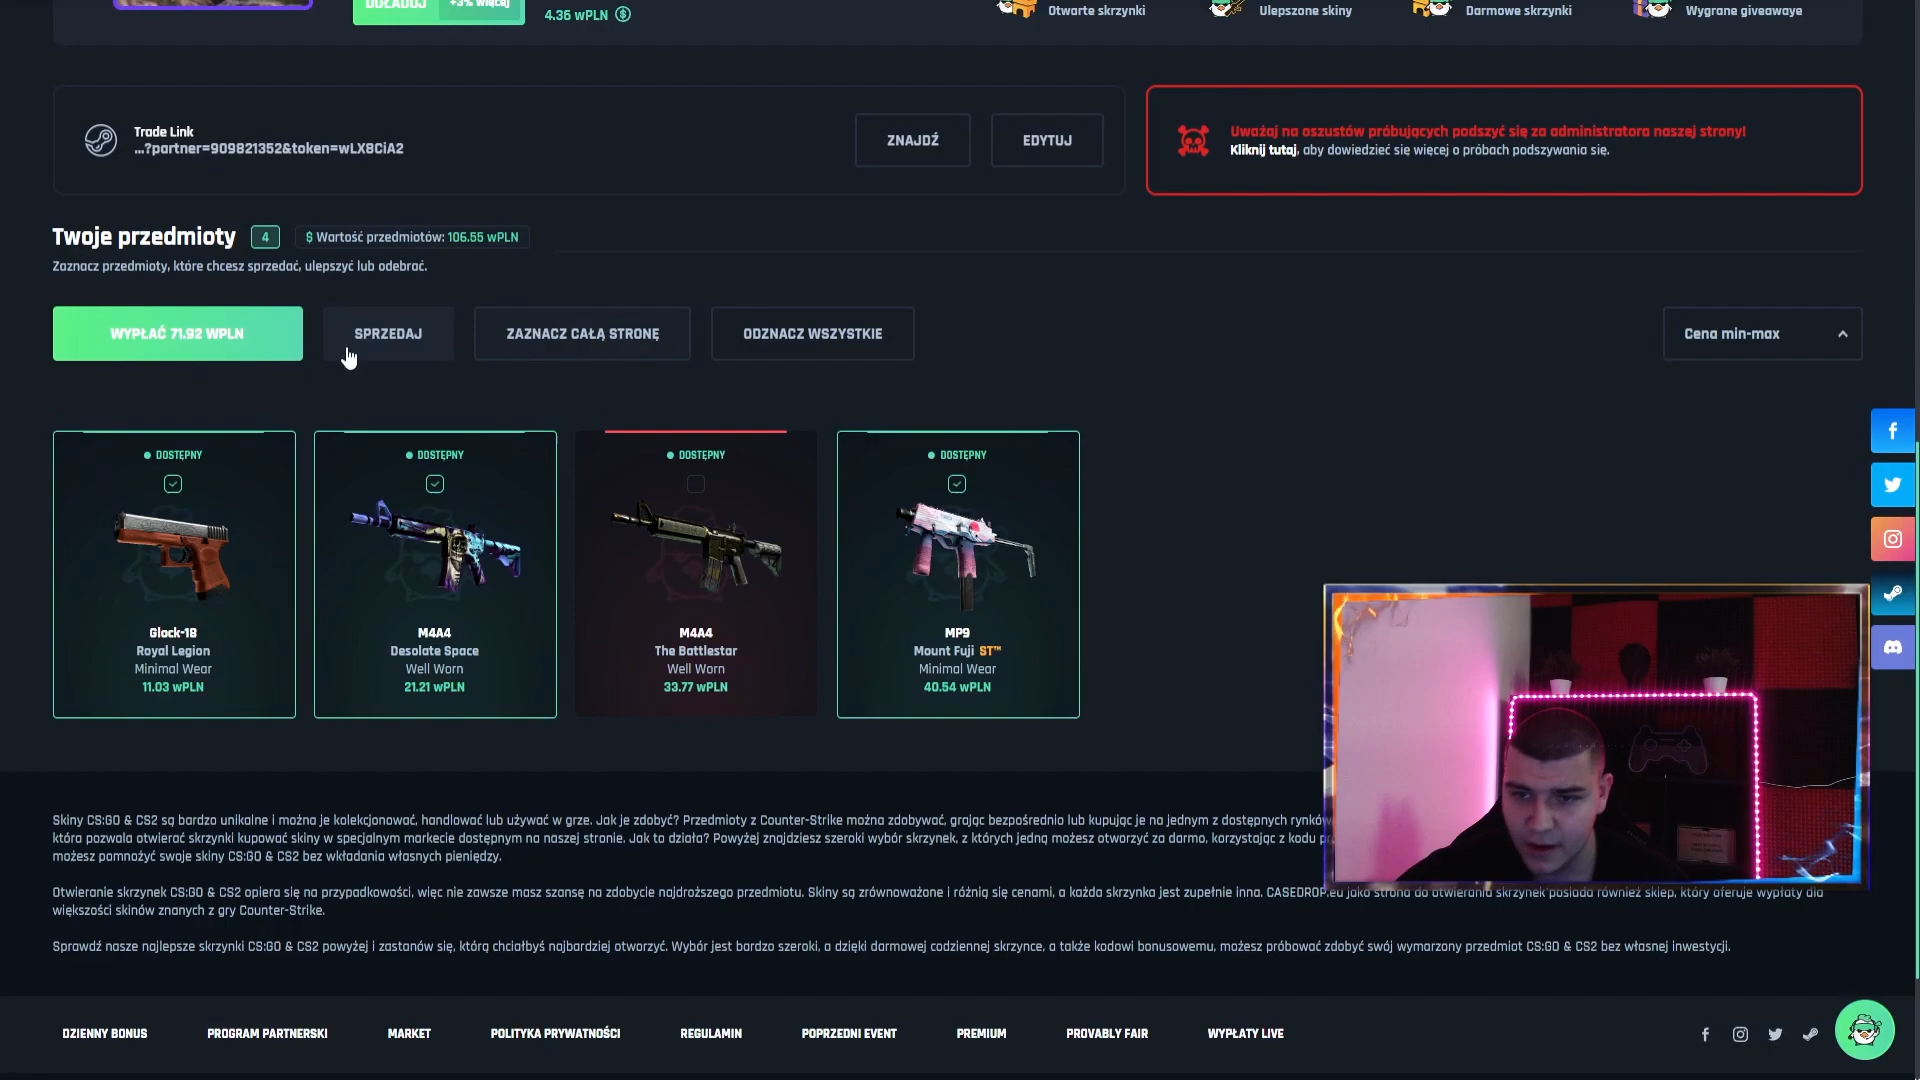 DOŁADUJ
+3% więcej
4.36 wPLN
Otwarte skrzynki
Ulepszone skiny
Darmowe skrzynki
Wygrane giveawaye
Trade Link
...?partner=909821352&token=wLX8CiA2
ZNAJDŹ
EDYTUJ
Uważaj na oszustów próbujących podszyć się za administratora naszej strony!
Kliknij tutaj, aby dowiedzieć się więcej o próbach podszywania się.
Twoje przedmioty
4
$ Wartość przedmiotów: 106.55 wPLN
Zaznacz przedmioty, które chcesz sprzedać, ulepszyć lub odebrać.
WYPŁAĆ 71.92 WPLN
SPRZEDAJ
ZAZNACZ CAŁĄ STRONĘ
ODZNACZ WSZYSTKIE
Cena min-max
DOSTĘPNY
Glock-18
Royal Legion
Minimal Wear
11.03 wPLN
DOSTĘPNY
M4A4
Desolate Space
Well Worn
21.21 wPLN
DOSTĘPNY
M4A4
The Battlestar
Well Worn
33.77 wPLN
DOSTĘPNY
MP9
Mount Fuji ST™
Minimal Wear
40.54 wPLN
Skiny CS:GO & CS2 są bardzo unikalne i można je kolekcjonować, handlować lub używać w grze. Jak je zdobyć? Przedmioty z Counter-Strike można zdobywać, grając bezpośrednio lub kupując je na jednym z dostępnych
która pozwala otwierać skrzynki kupować skiny w specjalnym markecie dostępnym na naszej stronie. Jak to działa? Powyżej znajdziesz szeroki wybór skrzynek, z których jedną możesz otworzyć za darmo, korzystając z kodu
możesz pomnożyć swoje skiny CS:GO & CS2 bez wkładania własnych pieniędzy.
Otwieranie skrzynek CS:GO & CS2 opiera się na przypadkowości, więc nie zawsze masz szansę na zdobycie najdroższego przedmiotu. Skiny są zrównoważone i różnią się cenami, a każda skrzynka jest zupełnie inna. CASEDROP.eu jako strona do otwierania skrzynek posiada również sklep, który oferuje wypłaty dla
większości skinów znanych z gry Counter-Strike.
Sprawdź nasze najlepsze skrzynki CS:GO & CS2 powyżej i zastanów się, którą chciałbyś najbardziej otworzyć. Wybór jest bardzo szeroki, a dzięki darmowej codziennej skrzynce, a także kodowi bonusowemu, możesz próbować zdobyć swój wymarzony przedmiot CS:GO & CS2 bez własnej inwestycji.
DZIENNY BONUS
PROGRAM PARTNERSKI
MARKET
POLITYKA PRYWATNOŚCI
REGULAMIN
POPRZEDNI EVENT
PREMIUM
PROVABLY FAIR
WYPŁATY LIVE